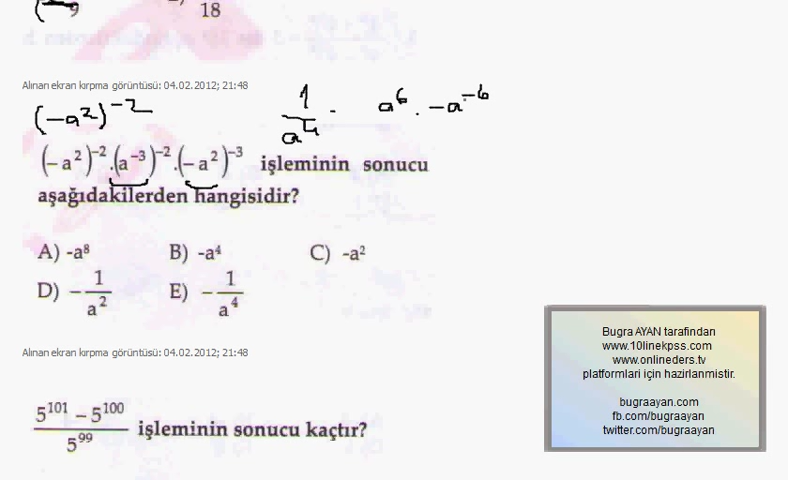 18
Alınan ekran kırpma görüntüsü: 04.02.2012; 21:48
(-a²)⁻² 1/a⁴ · a⁶ . -a⁻⁶
(-a²)⁻².(a⁻³)⁻².(-a²)⁻³ işleminin sonucu
aşağıdakilerden hangisidir?
A) -a⁸ B) -a⁴ C) -a²
D) -1/a² E) -1/a⁴
Alınan ekran kırpma görüntüsü: 04.02.2012; 21:48
5¹⁰¹ - 5¹⁰⁰ / 5⁹⁹ işleminin sonucu kaçtır?
Bugra AYAN tarafindan
www.10linekpss.com
www.onlineders.tv
platformlari için hazirlanmistir.
bugraayan.com
fb.com/bugraayan
twitter.com/bugraayan